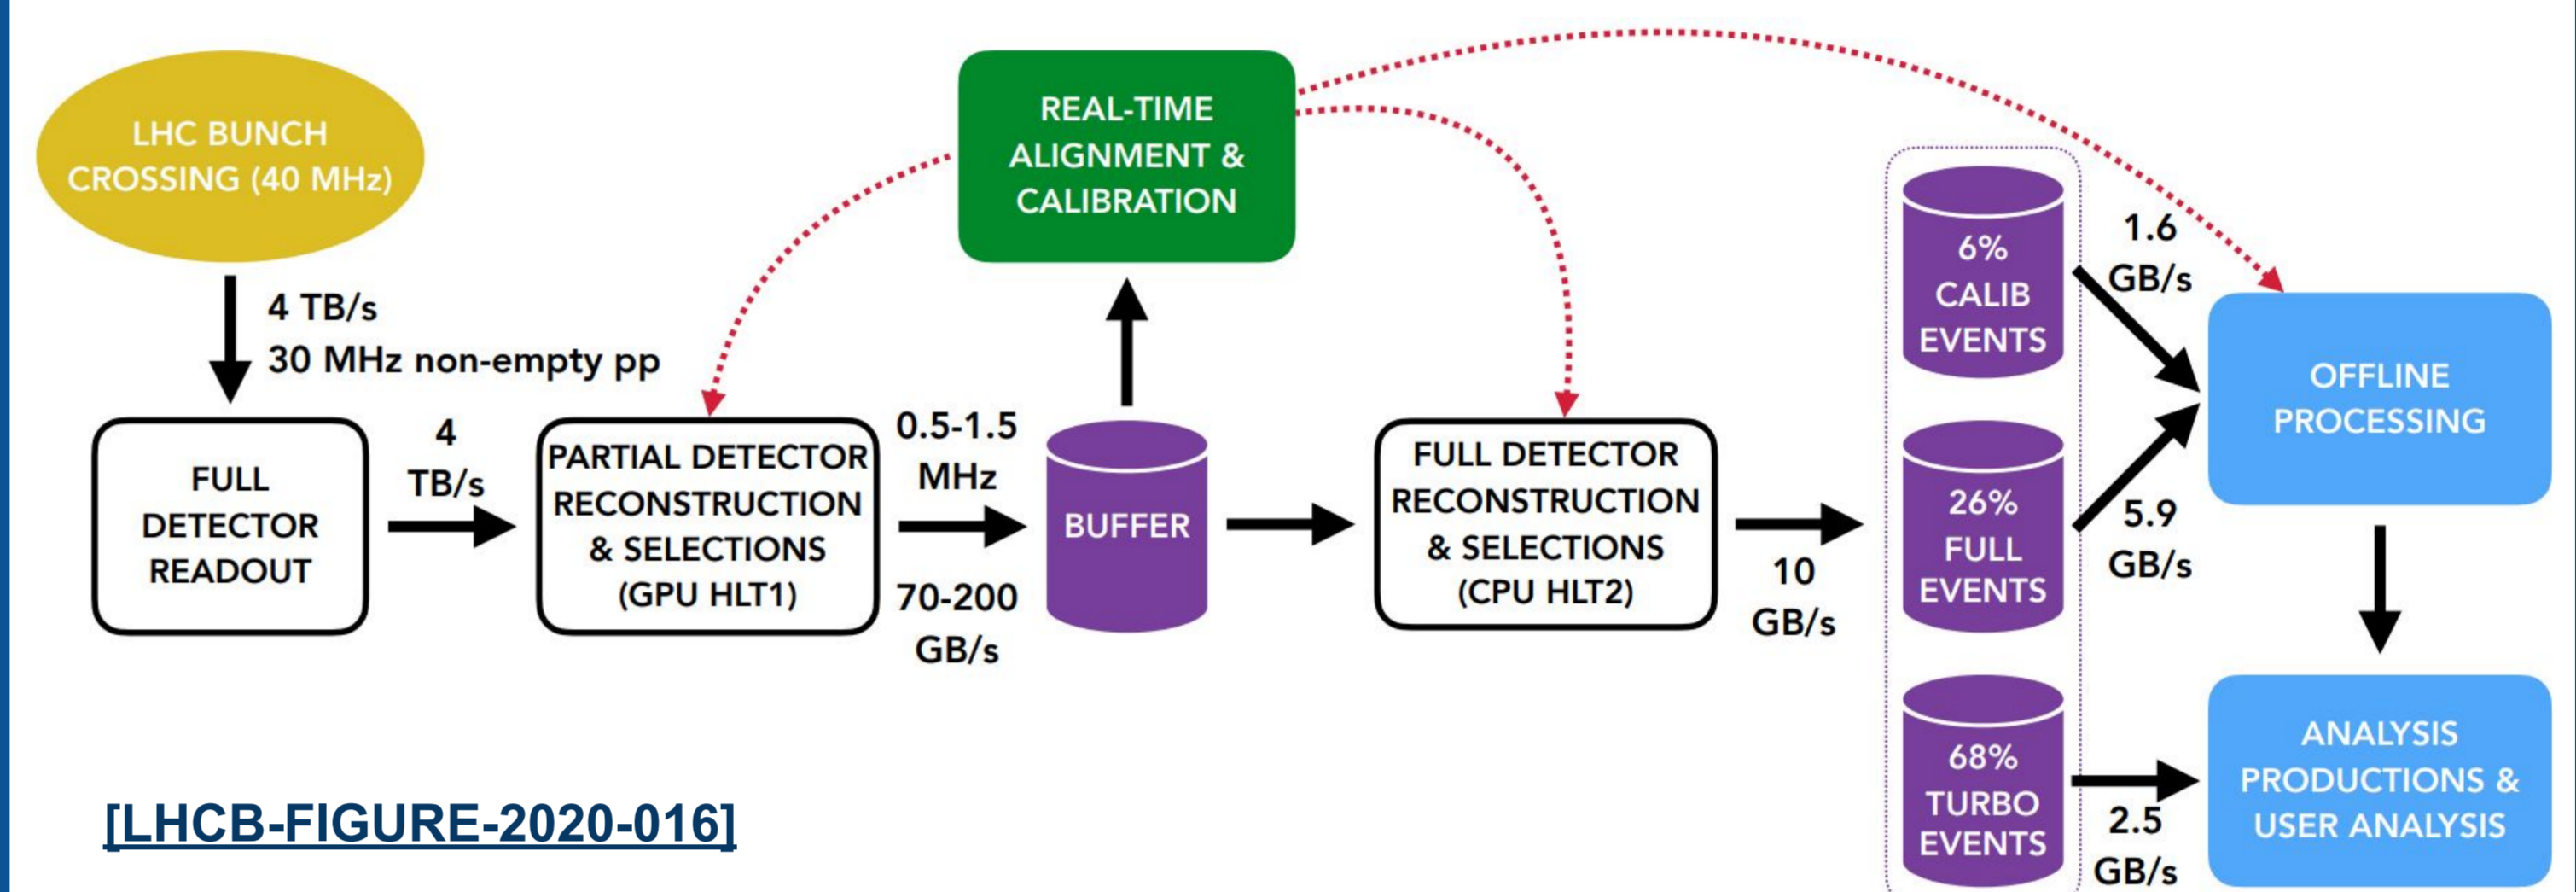 LHC BUNCH
CROSSING (40 MHz)
4 TB/s
30 MHz non-empty pp
FULL
DETECTOR
READOUT
4
TB/s
PARTIAL DETECTOR
RECONSTRUCTION
& SELECTIONS
(GPU HLT1)
0.5-1.5
MHz
70-200
GB/s
BUFFER
REAL-TIME
ALIGNMENT &
CALIBRATION
FULL DETECTOR
RECONSTRUCTION
& SELECTIONS
(CPU HLT2)
10
GB/s
6%
CALIB
EVENTS
1.6
GB/s
26%
FULL
EVENTS
5.9
GB/s
68%
TURBO
EVENTS
2.5
GB/s
OFFLINE
PROCESSING
ANALYSIS
PRODUCTIONS &
USER ANALYSIS
[LHCB-FIGURE-2020-016]